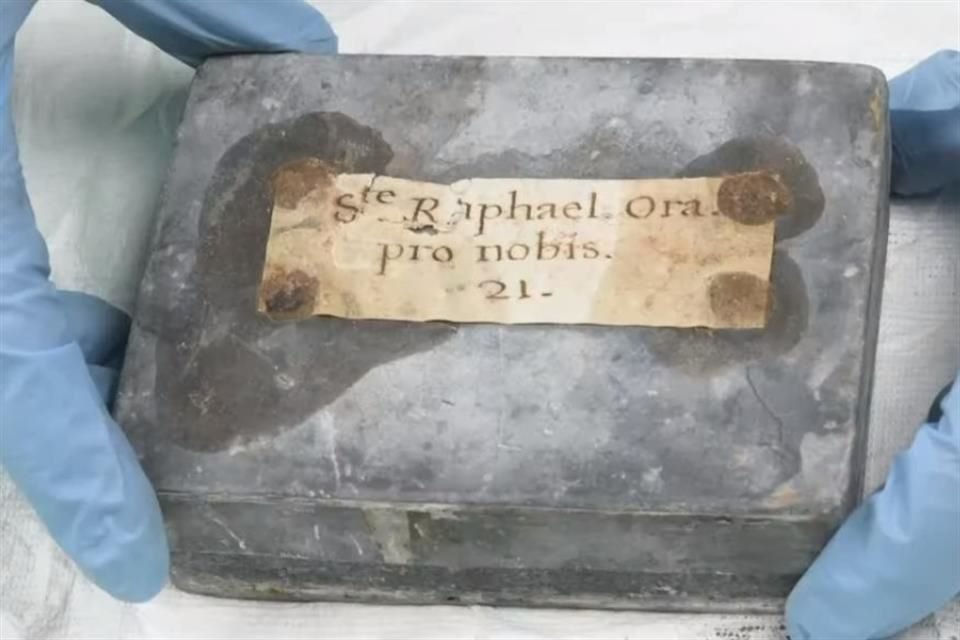 Ste Raphael. Ora.
pro nobis.
21.